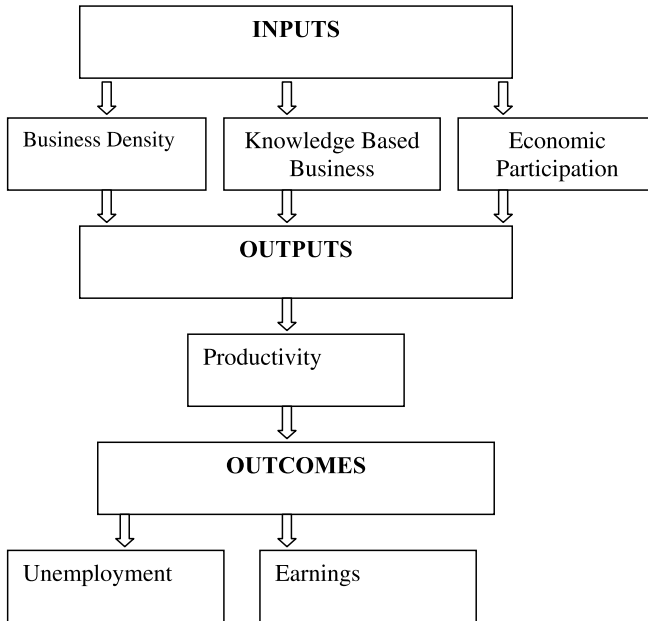 INPUTS
Business Density
Knowledge Based
Business
Economic
Participation
OUTPUTS
Productivity
OUTCOMES
Unemployment
Earnings